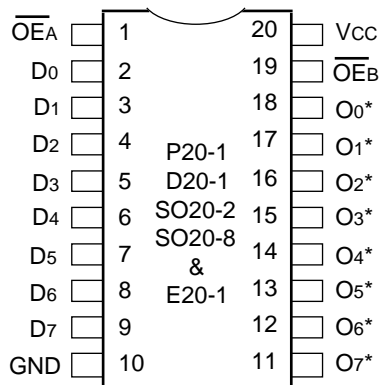 OEA 1 20 VCC
D0 2 19 OEB
D1 3 18 O0*
D2 4 17 O1*
D3 5 16 O2*
D4 6 15 O3*
D5 7 14 O4*
D6 8 13 O5*
D7 9 12 O6*
GND 10 11 O7*
P20-1
D20-1
SO20-2
SO20-8
&
E20-1